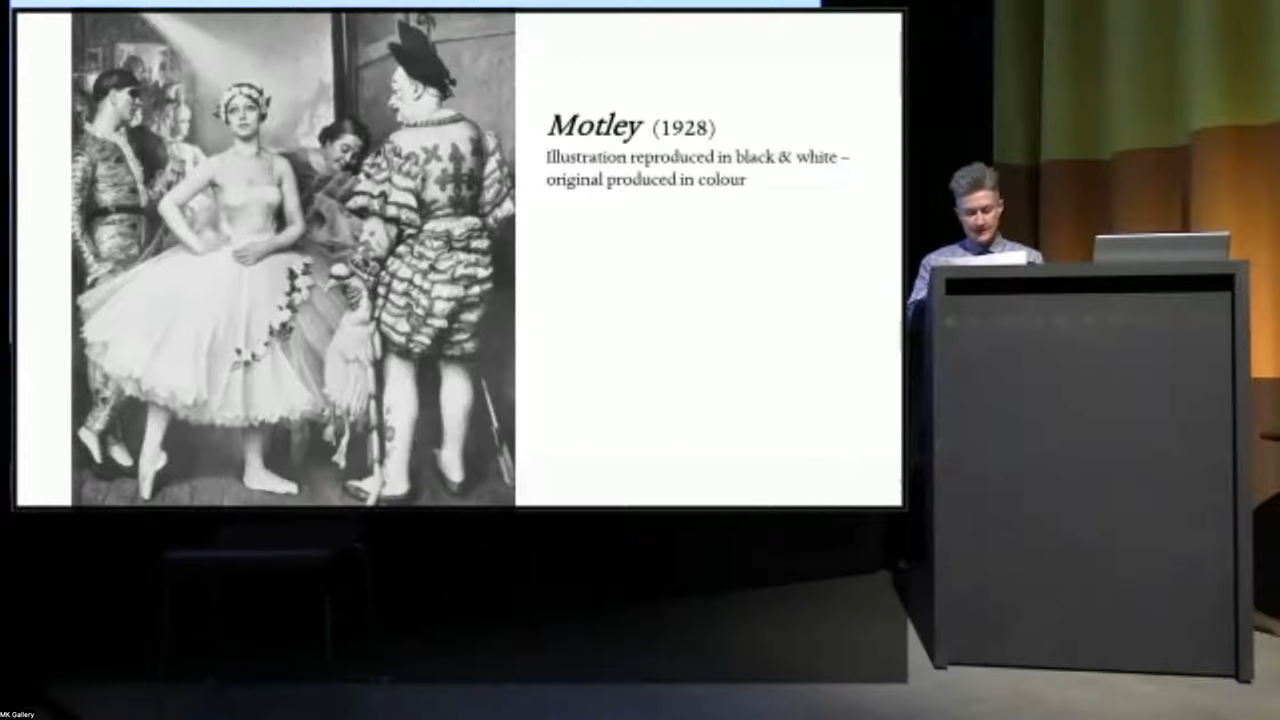 Motley (1928)
Illustration reproduced in black & white –
original produced in colour
MK Gallery